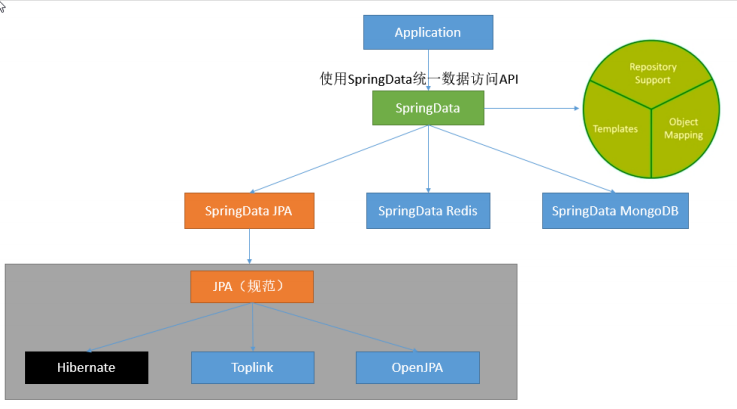 Application
使用SpringData统一数据访问API
SpringData
Repository
Support
Templates
Object
Mapping
SpringData JPA
SpringData Redis
SpringData MongoDB
JPA（规范）
Hibernate
Toplink
OpenJPA